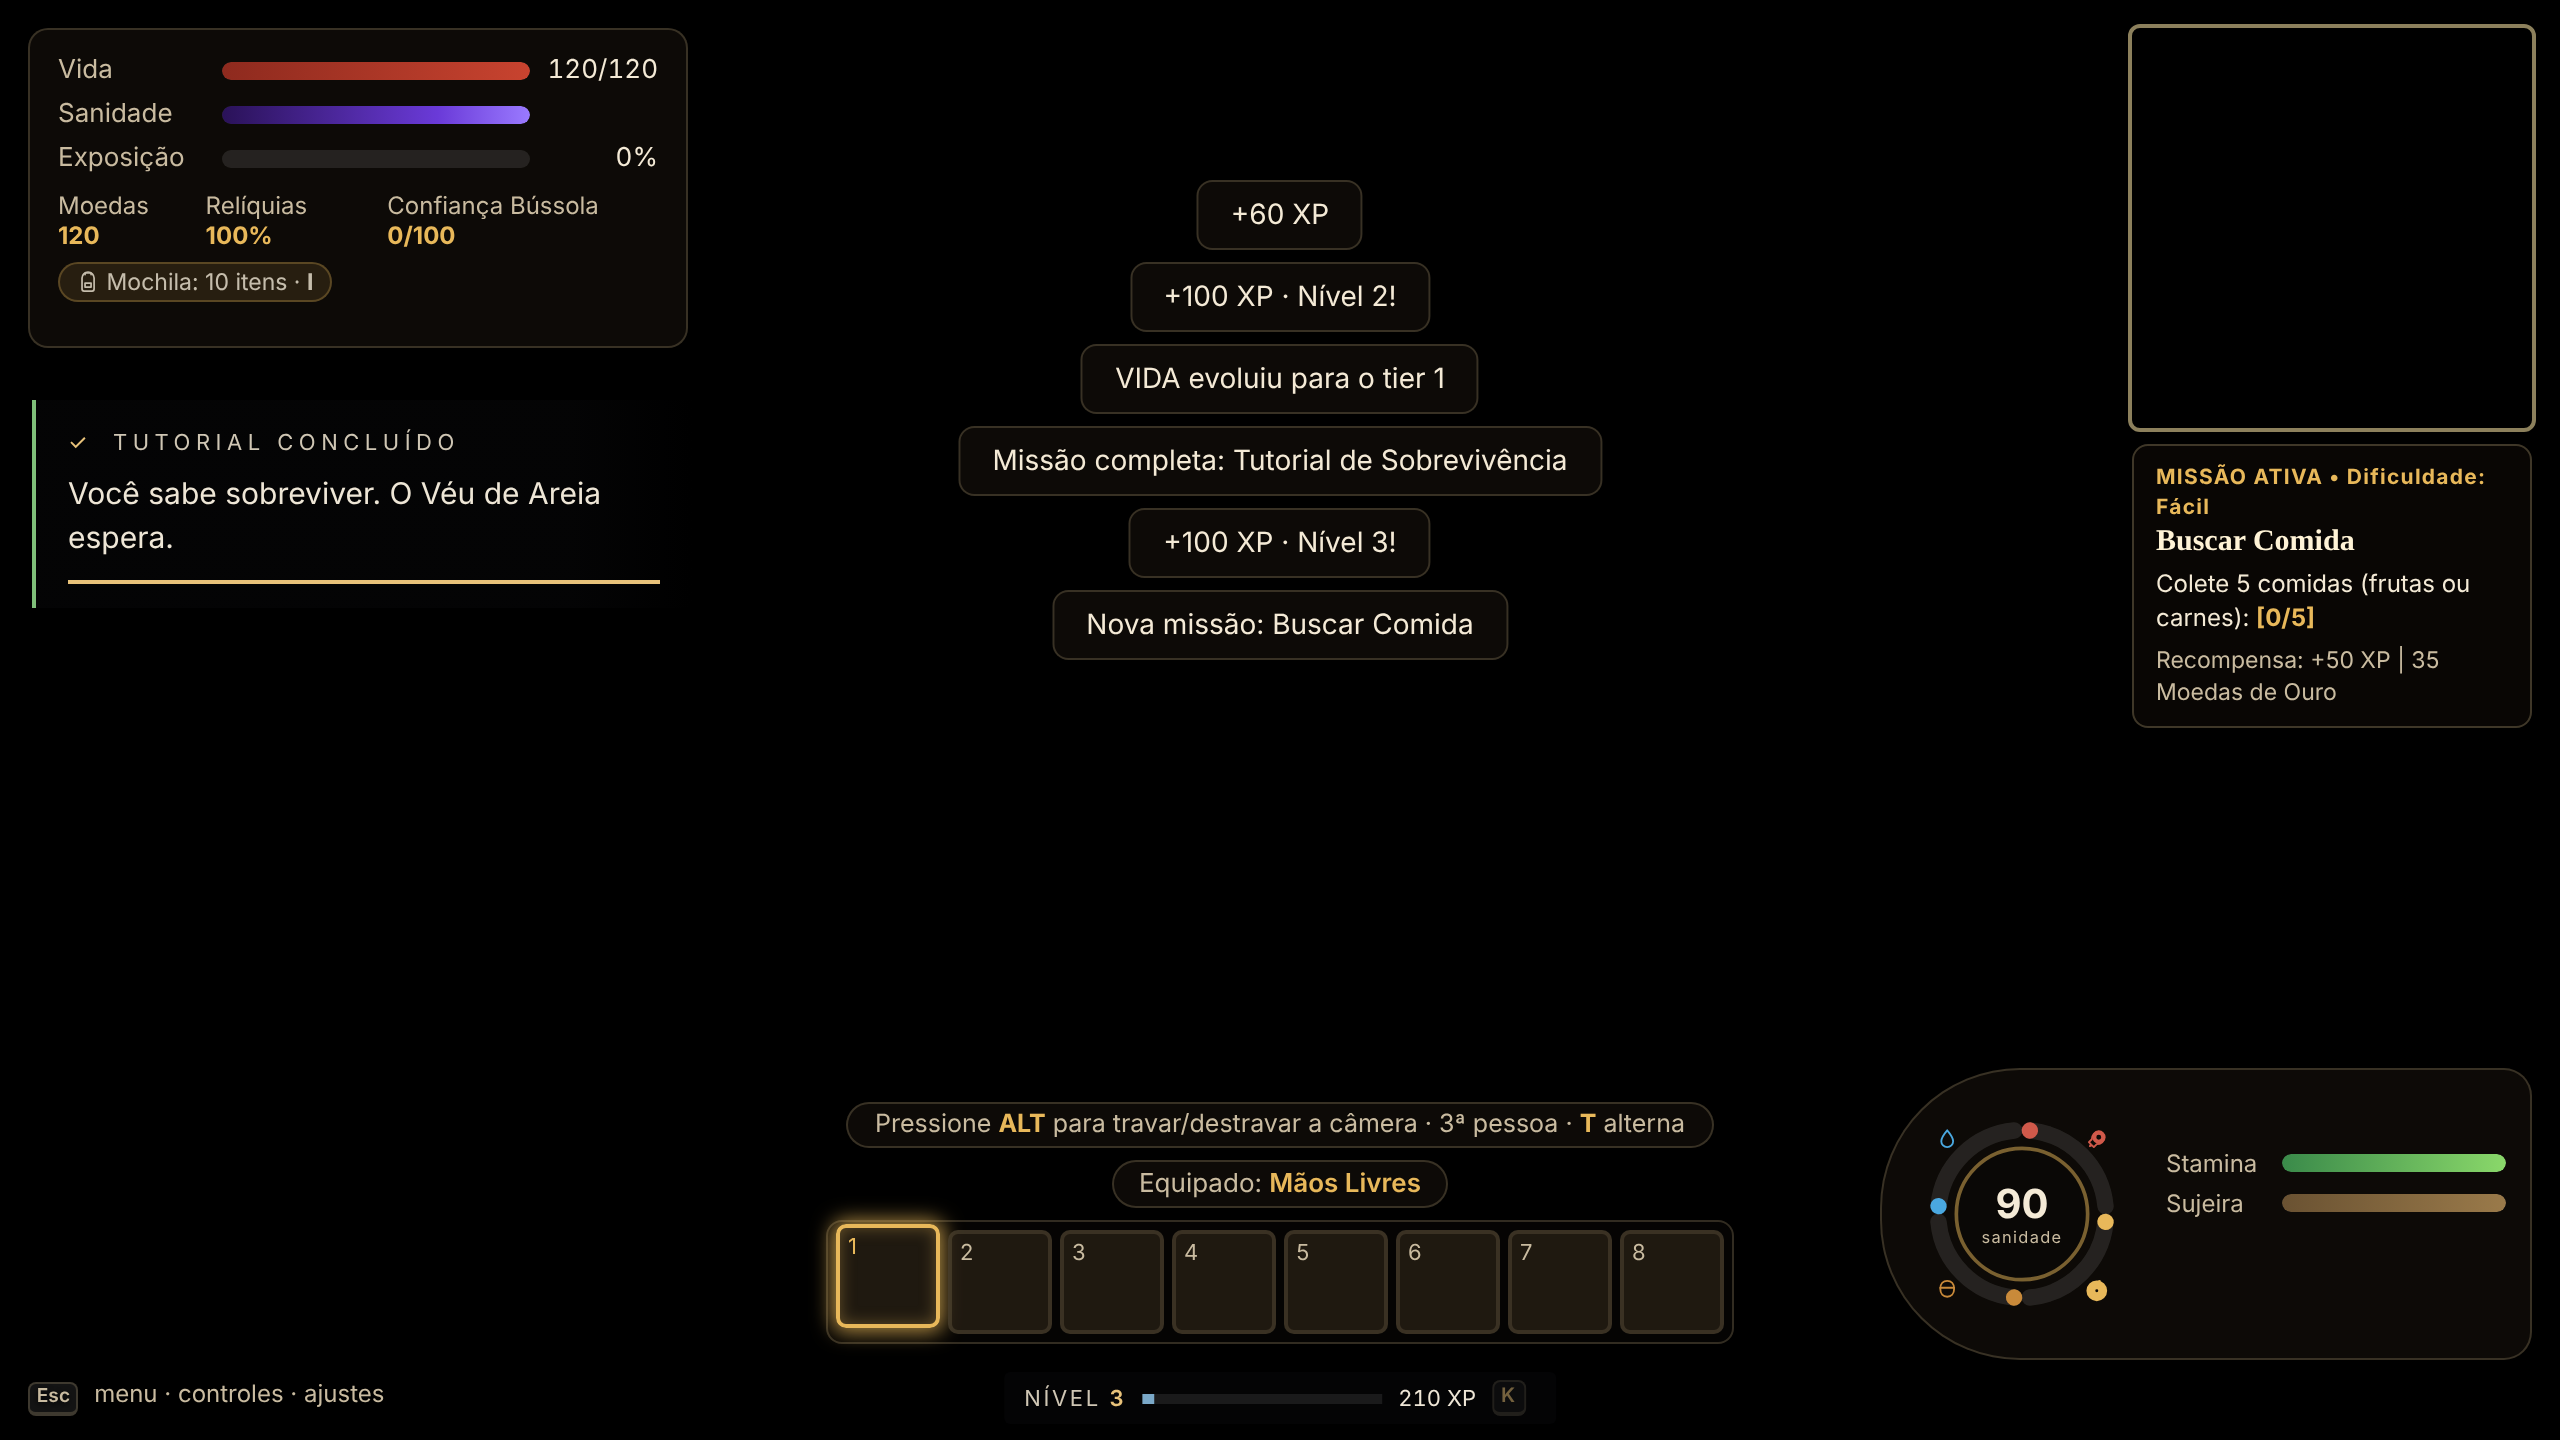 Vida 120/120
Sanidade
Exposição 0%
Moedas Relíquias Confiança Bússola
120 100% 0/100
Mochila: 10 itens · I
✓ TUTORIAL CONCLUÍDO
Você sabe sobreviver. O Véu de Areia
espera.
+60 XP
+100 XP · Nível 2!
VIDA evoluiu para o tier 1
Missão completa: Tutorial de Sobrevivência
+100 XP · Nível 3!
Nova missão: Buscar Comida
MISSÃO ATIVA • Dificuldade:
Fácil
Buscar Comida
Colete 5 comidas (frutas ou
carnes): [0/5]
Recompensa: +50 XP | 35
Moedas de Ouro
Pressione ALT para travar/destravar a câmera · 3ª pessoa · T alterna
Equipado: Mãos Livres
1 2 3 4 5 6 7 8
90
sanidade
Stamina
Sujeira
Esc menu · controles · ajustes
NÍVEL 3 210 XP K